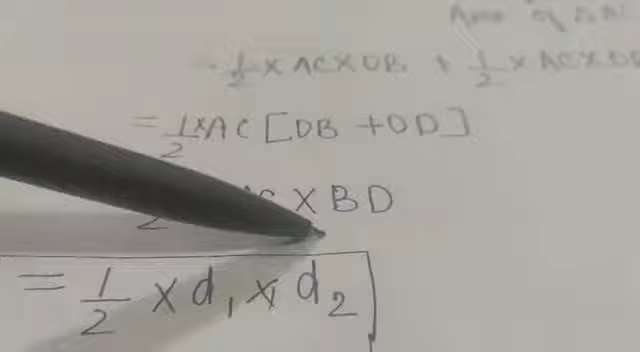 Area of
= 1/2 × AC × OB + 1/2 × AC × OD
= 1/2 × AC [OB + OD]
2 × BD
= 1/2 × d₁ × d₂